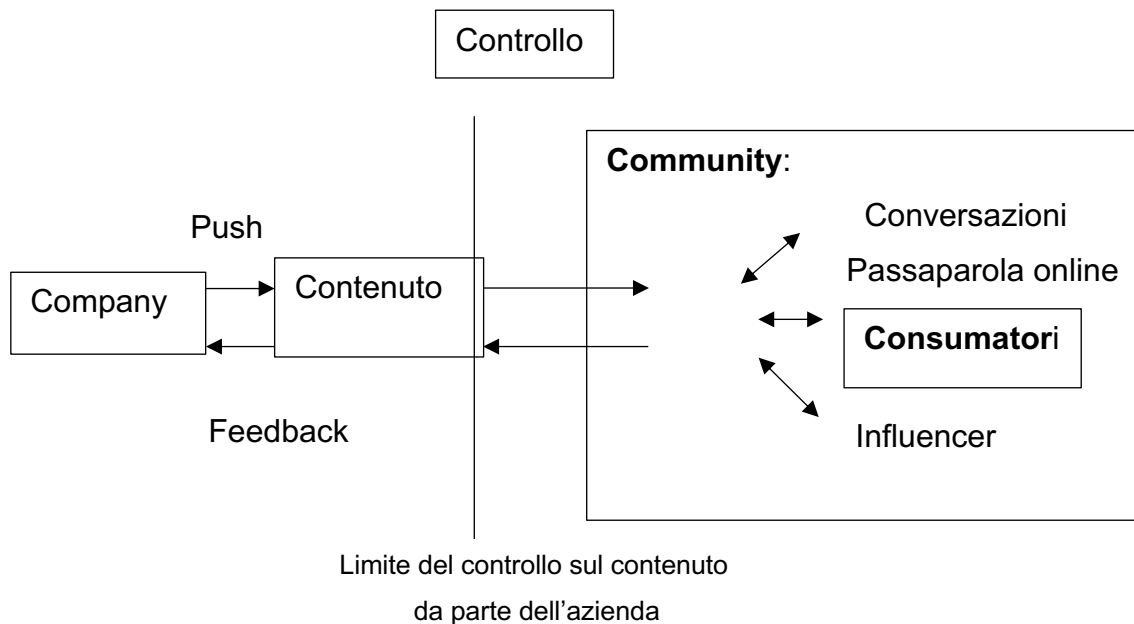 Controllo
Community:
Conversazioni
Push
Passaparola online
Company
Contenuto
Consumatori
Feedback
Influencer
Limite del controllo sul contenuto
da parte dell’azienda